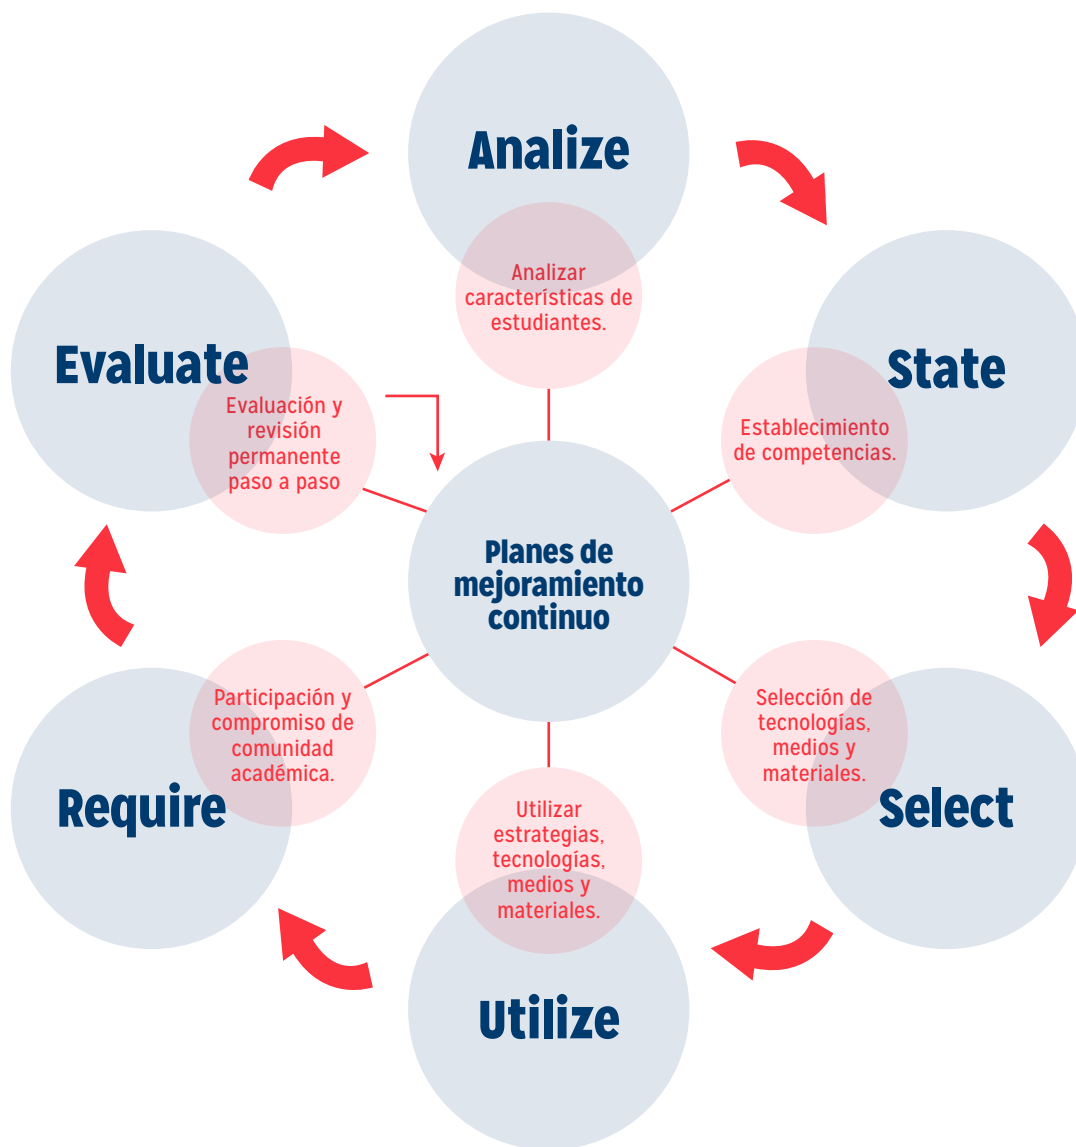 Analize
Analizar
características de
estudiantes.
State
Establecimiento
de competencias.
Select
Selección de
tecnologías,
medios y
materiales.
Utilize
Utilizar
estrategias,
tecnologías,
medios y
materiales.
Require
Participación y
compromiso de
comunidad
académica.
Evaluate
Evaluación y
revisión
permanente
paso a paso
Planes de
mejoramiento
continuo